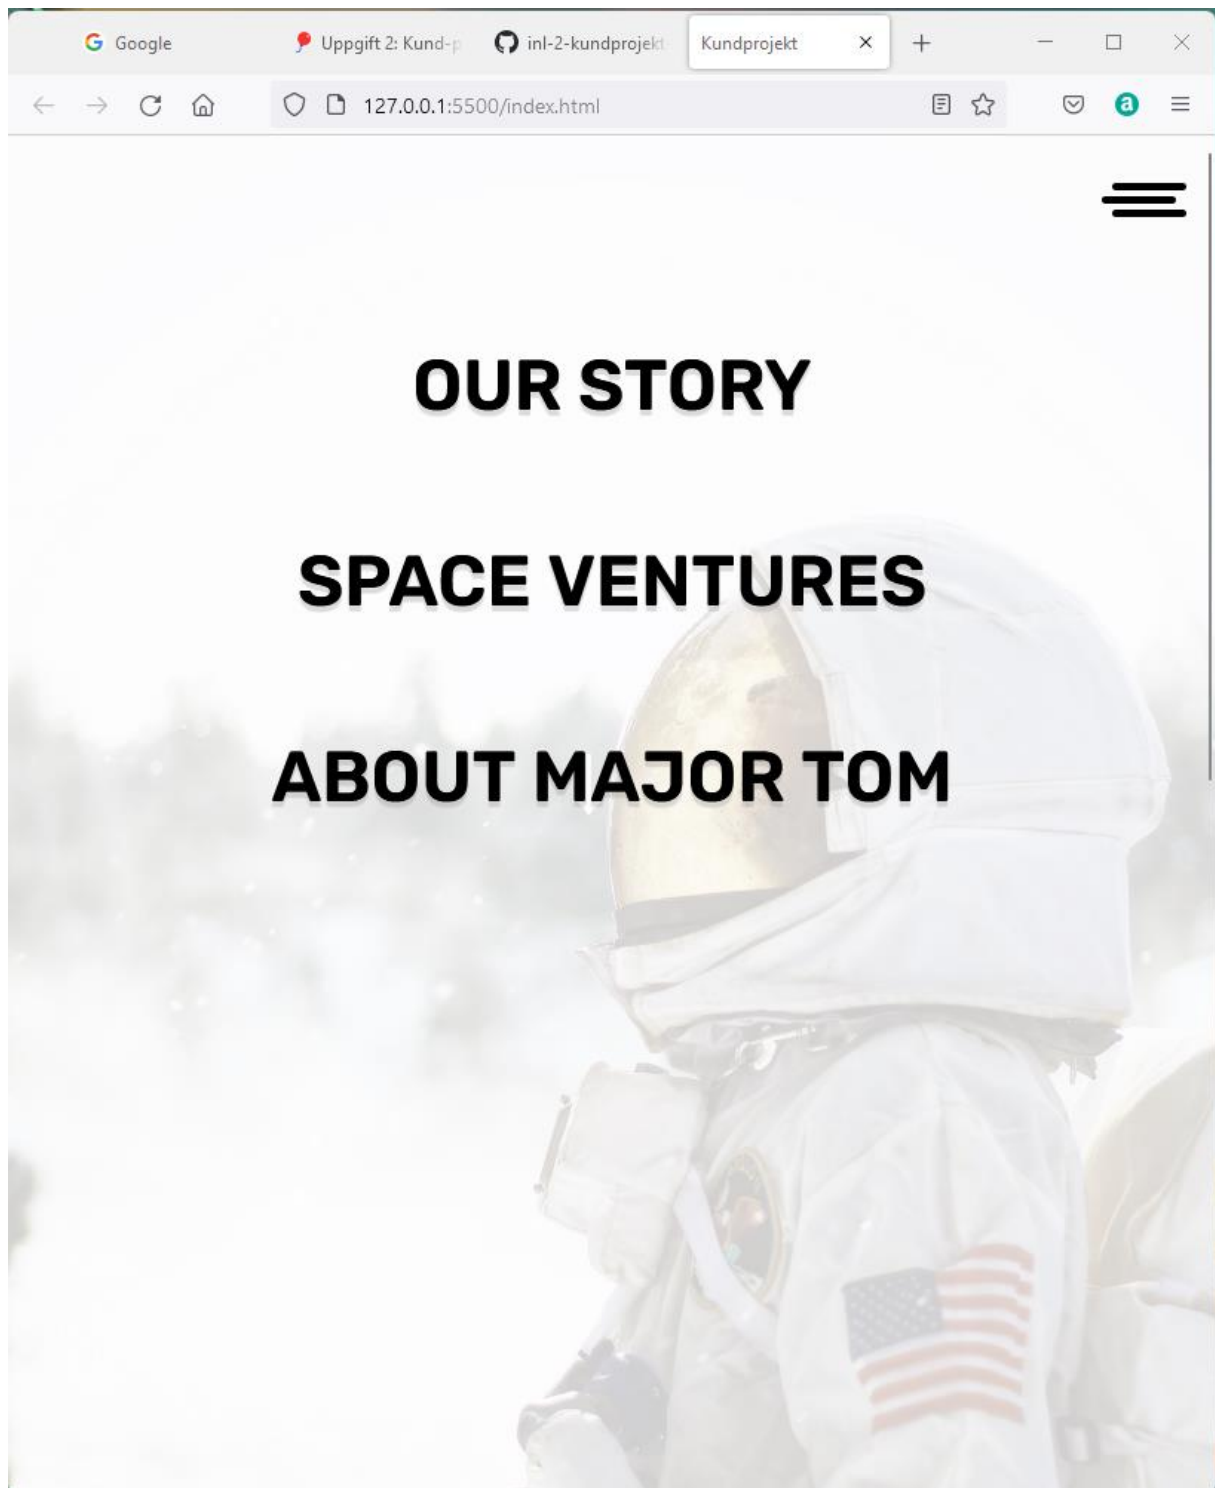 Google
Uppgift 2: Kund-p
inl-2-kundprojekt
Kundprojekt
127.0.0.1:5500/index.html
a
OUR STORY
SPACE VENTURES
ABOUT MAJOR TOM